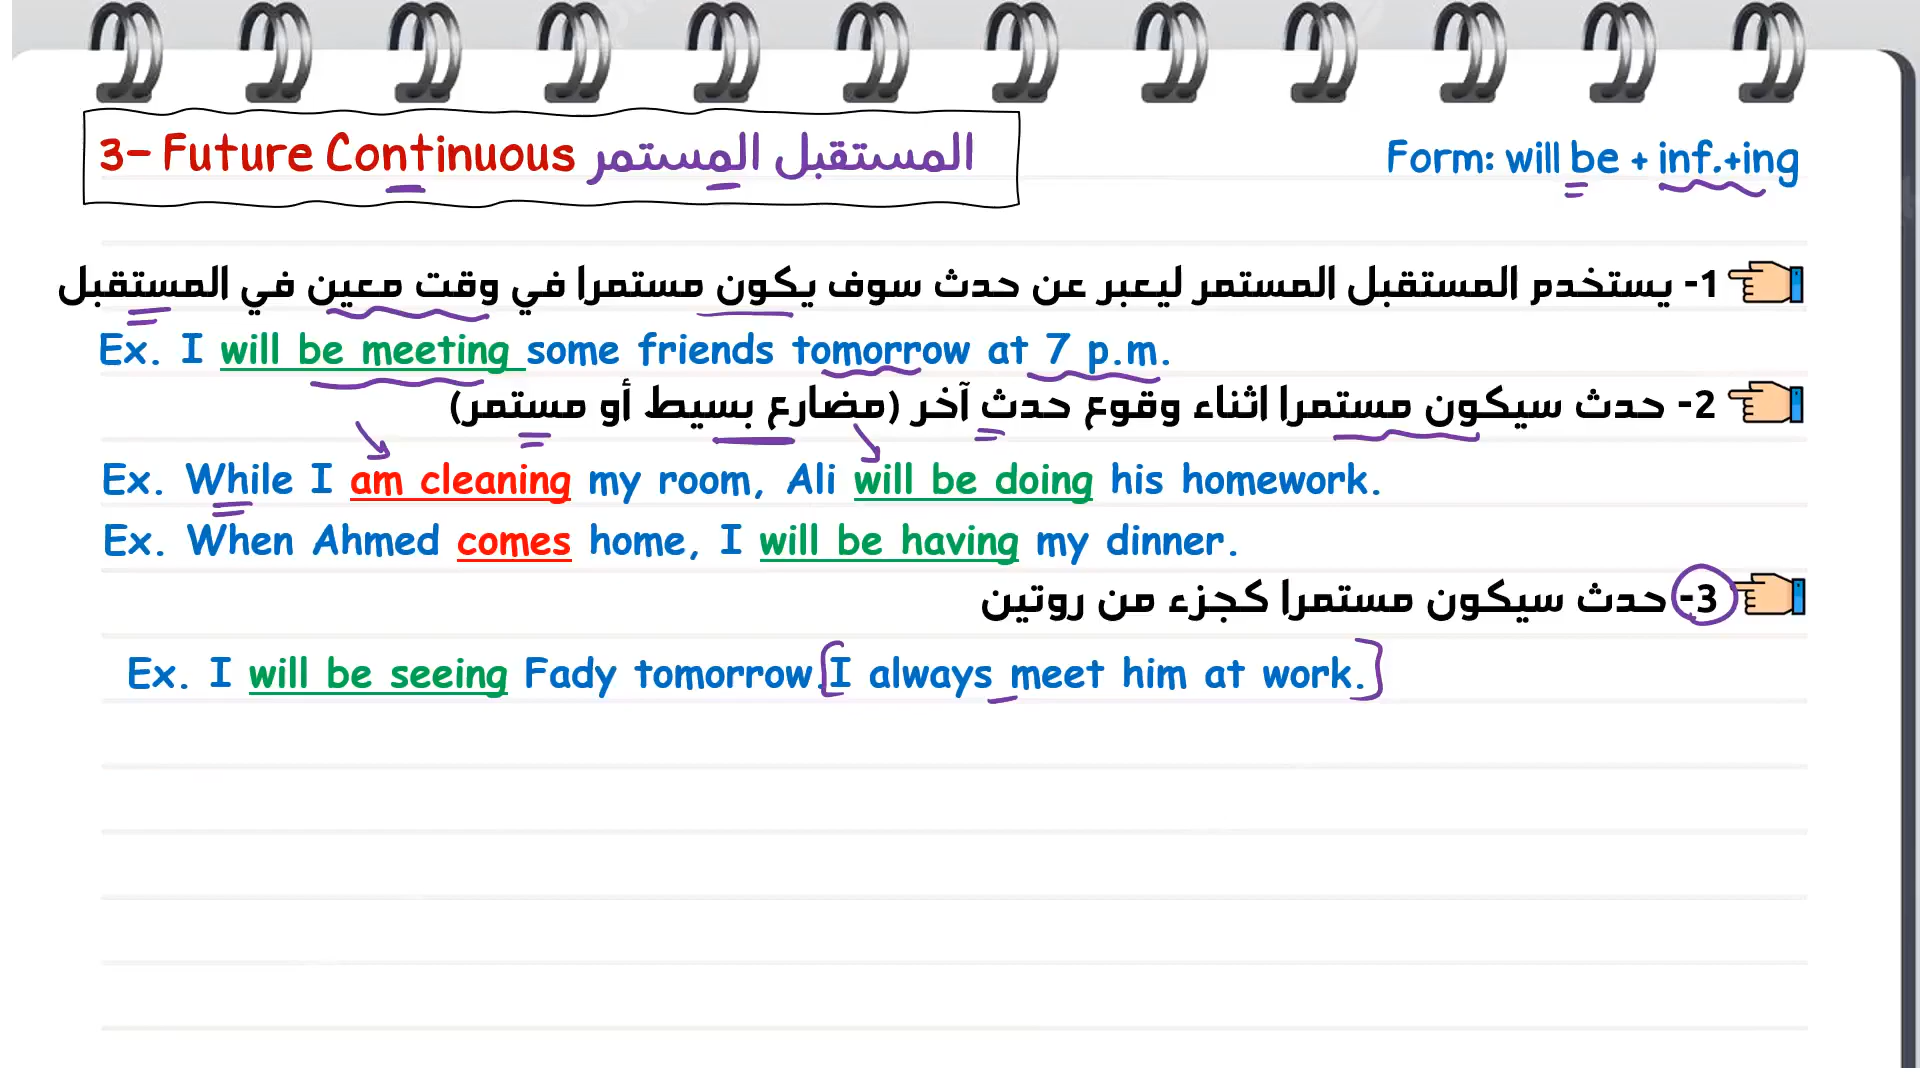 3- Future Continuous المستقبل المستمر
Form: will be + inf.+ing
1- يستخدم المستقبل المستمر ليعبر عن حدث سوف يكون مستمرا في وقت معين في المستقبل
Ex. I will be meeting some friends tomorrow at 7 p.m.
2- حدث سيكون مستمرا اثناء وقوع حدث آخر (مضارع بسيط أو مستمر)
Ex. While I am cleaning my room, Ali will be doing his homework.
Ex. When Ahmed comes home, I will be having my dinner.
3- حدث سيكون مستمرا كجزء من روتين
Ex. I will be seeing Fady tomorrow. I always meet him at work.